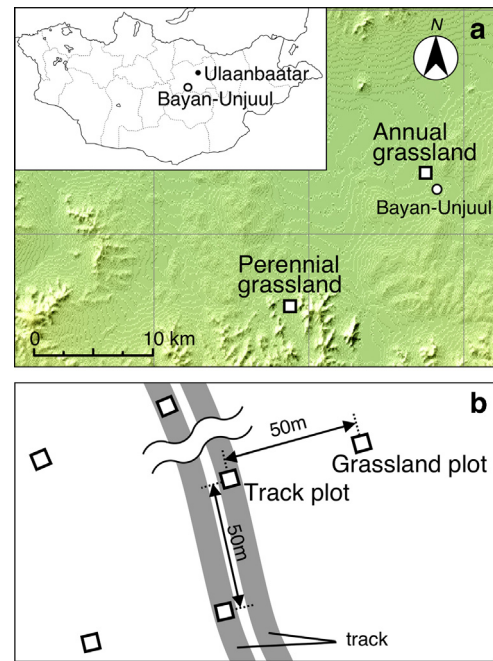 a
N
Ulaanbaatar
Bayan-Unjuul
Annual
grassland
Bayan-Unjuul
Perennial
grassland
0 10 km
b
50m
Grassland plot
Track plot
50m
track